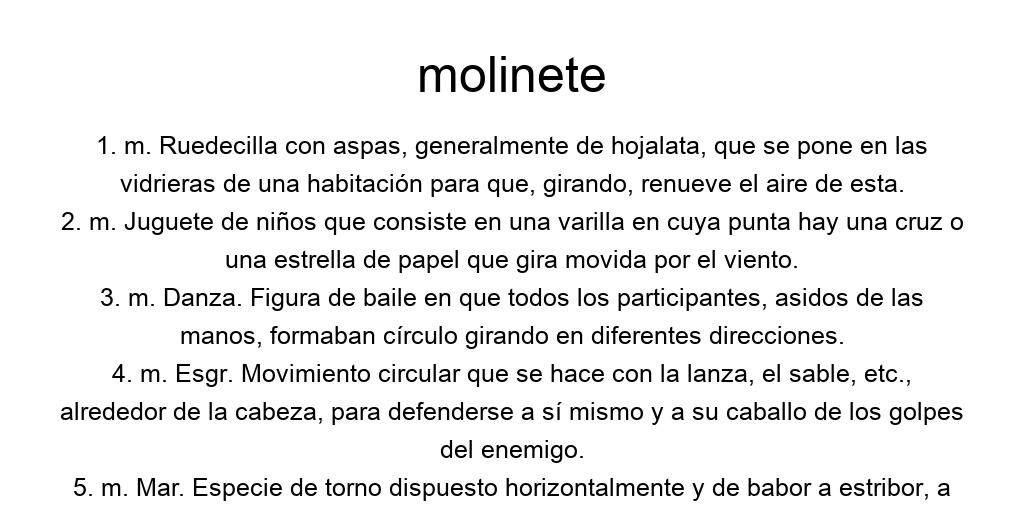 molinete
1. m. Ruedecilla con aspas, generalmente de hojalata, que se pone en las
vidrieras de una habitación para que, girando, renueve el aire de esta.
2. m. Juguete de niños que consiste en una varilla en cuya punta hay una cruz o
una estrella de papel que gira movida por el viento.
3. m. Danza. Figura de baile en que todos los participantes, asidos de las
manos, formaban círculo girando en diferentes direcciones.
4. m. Esgr. Movimiento circular que se hace con la lanza, el sable, etc.,
alrededor de la cabeza, para defenderse a sí mismo y a su caballo de los golpes
del enemigo.
5. m. Mar. Especie de torno dispuesto horizontalmente y de babor a estribor, a